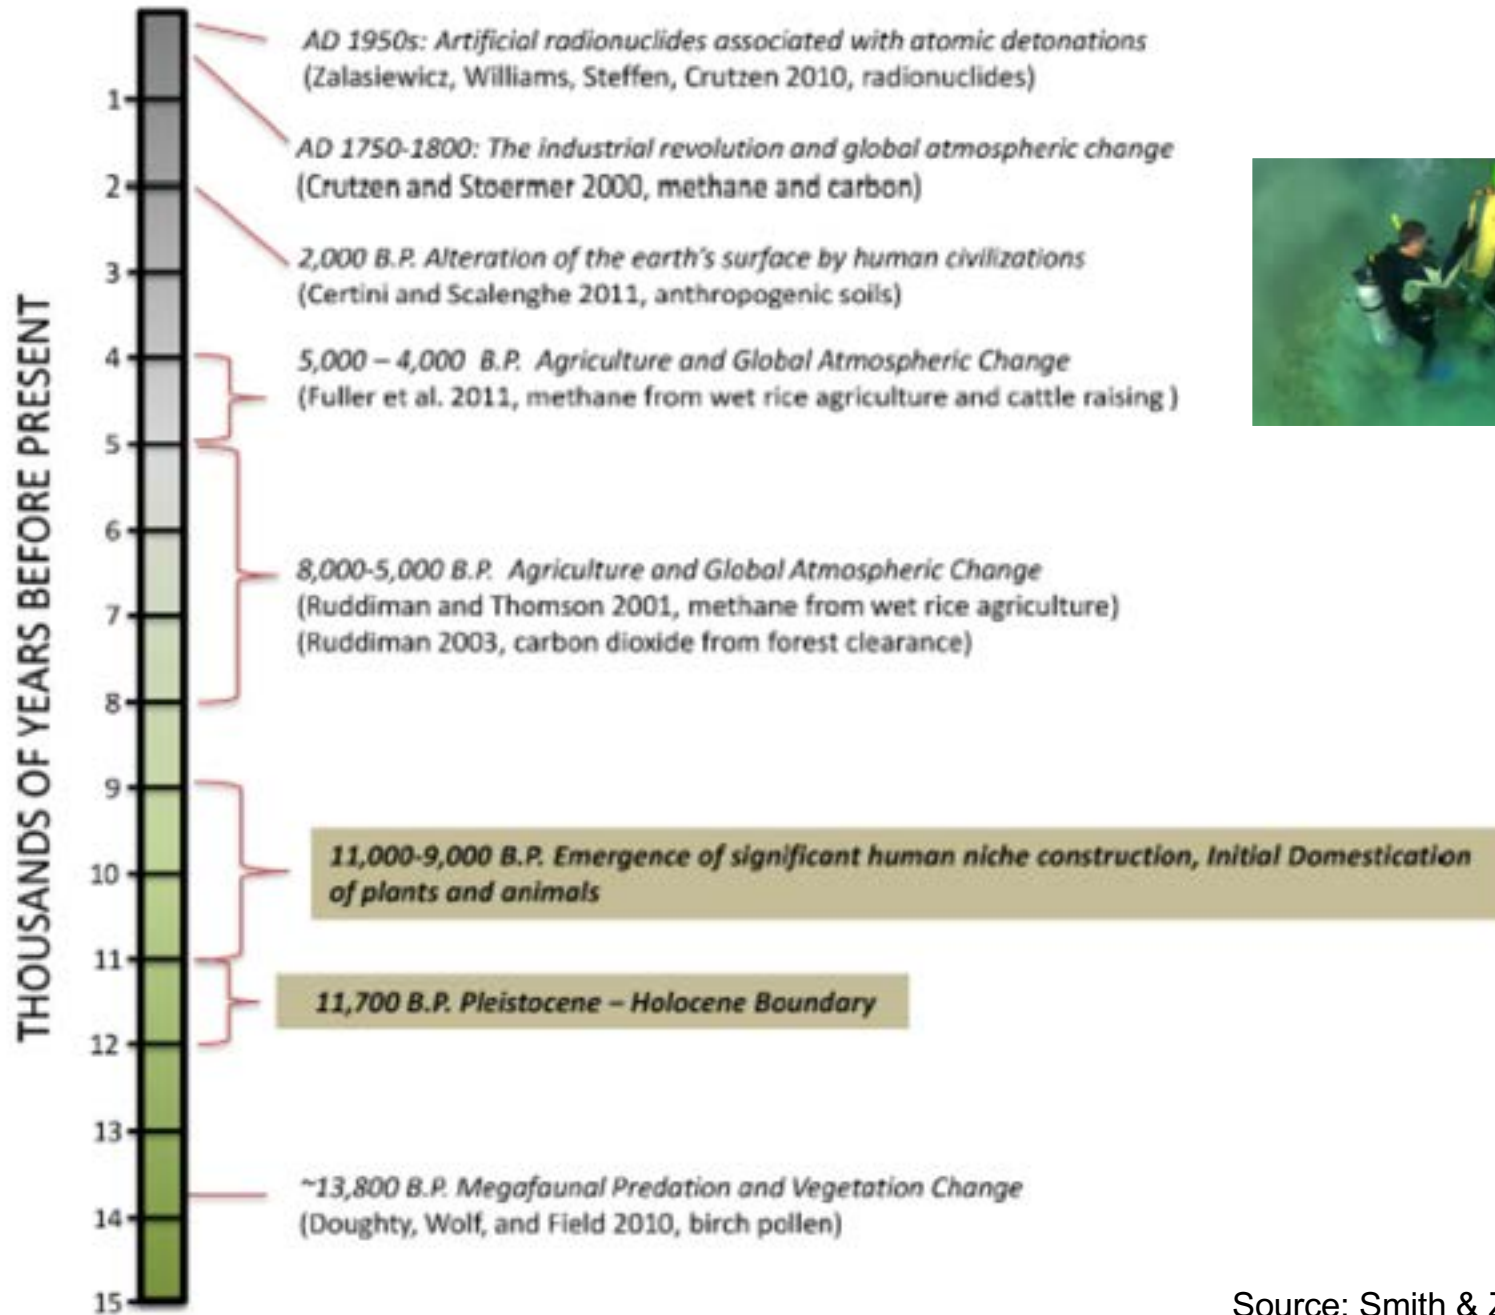 AD 1950s: Artificial radionuclides associated with atomic detonations
(Zalasiewicz, Williams, Steffen, Crutzen 2010, radionuclides)
1
AD 1750-1800: The industrial revolution and global atmospheric change
(Crutzen and Stoermer 2000, methane and carbon)
2
2,000 B.P. Alteration of the earth's surface by human civilizations
(Certini and Scalenghe 2011, anthropogenic soils)
3
THOUSANDS OF YEARS BEFORE PRESENT
4
5,000 – 4,000 B.P. Agriculture and Global Atmospheric Change
(Fuller et al. 2011, methane from wet rice agriculture and cattle raising )
5
6
8,000-5,000 B.P. Agriculture and Global Atmospheric Change
(Ruddiman and Thomson 2001, methane from wet rice agriculture)
(Ruddiman 2003, carbon dioxide from forest clearance)
7
8
9
11,000-9,000 B.P. Emergence of significant human niche construction, Initial Domestication
of plants and animals
10
11
11,700 B.P. Pleistocene – Holocene Boundary
12
13
~13,800 B.P. Megafaunal Predation and Vegetation Change
(Doughty, Wolf, and Field 2010, birch pollen)
14
15
Source: Smith &